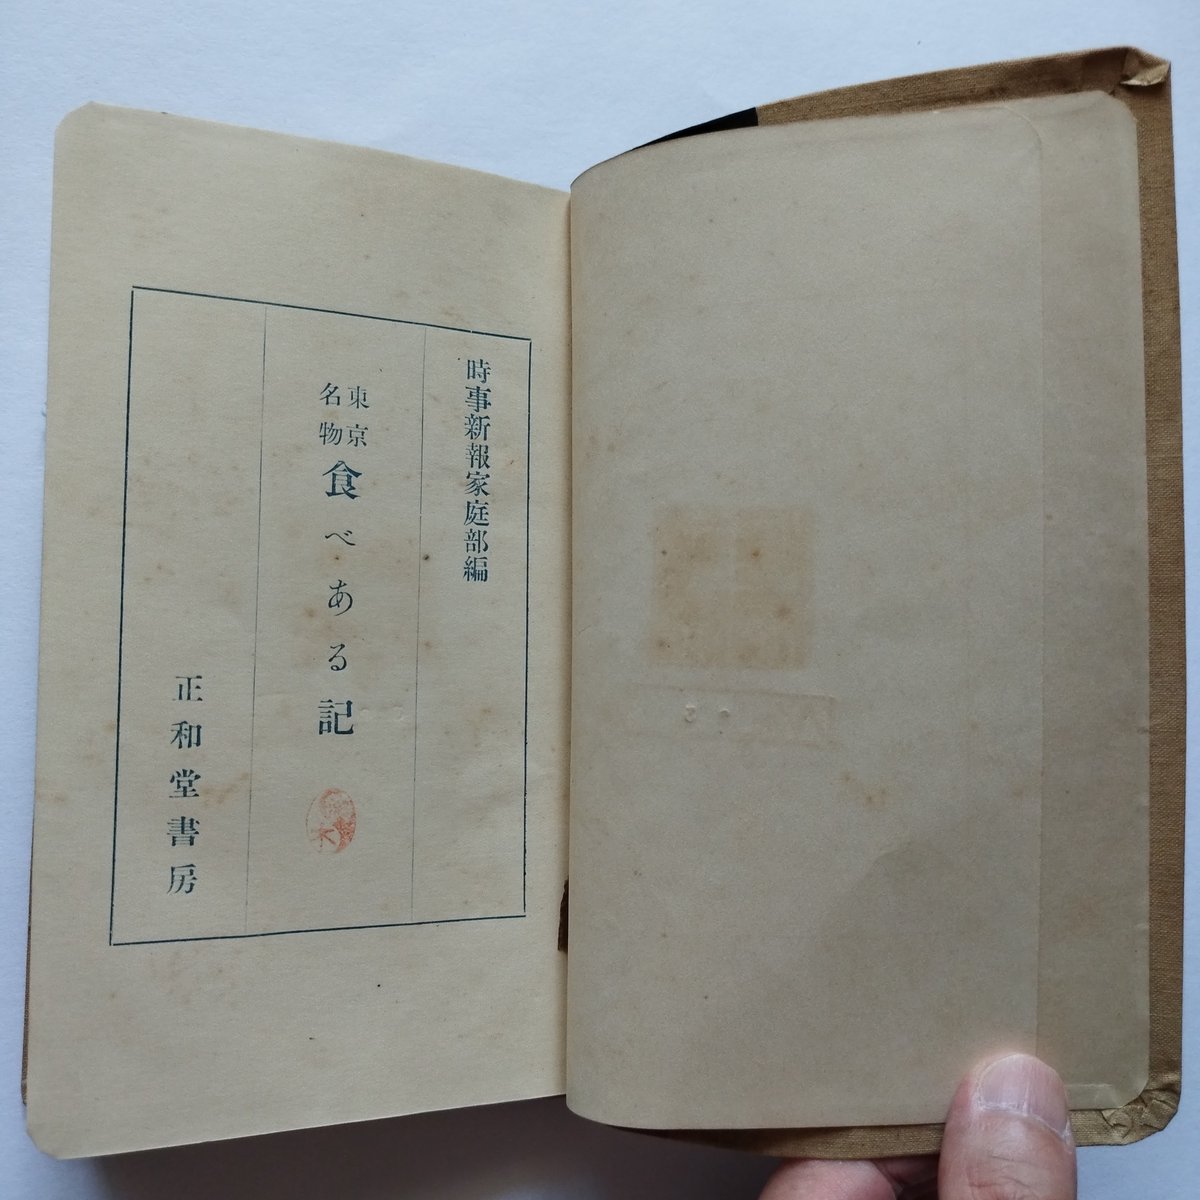 時事新報家庭部編
東京
名物
食べある記
正和堂書房